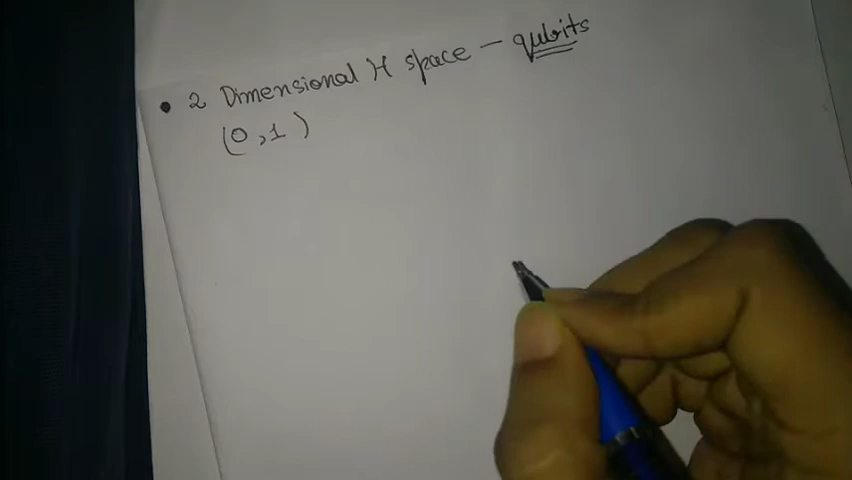 • 2 Dimensional H space - qubits
(0,1)